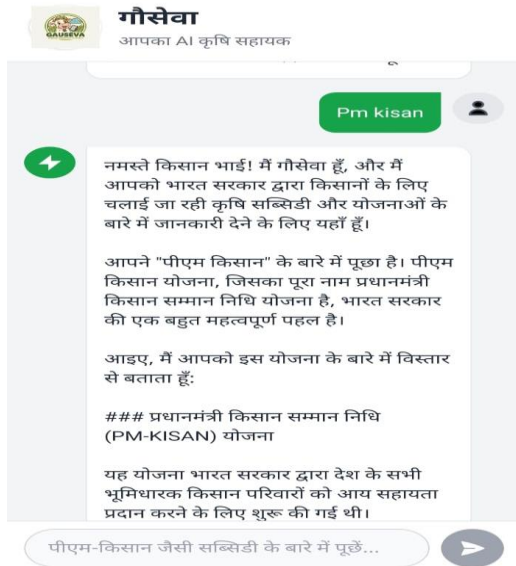 गौसेवा
GAUSEVA
आपका AI कृषि सहायक
Pm kisan
नमस्ते किसान भाई! मैं गौसेवा हूँ, और मैं
आपको भारत सरकार द्वारा किसानों के लिए
चलाई जा रही कृषि सब्सिडी और योजनाओं के
बारे में जानकारी देने के लिए यहाँ हूँ।
आपने "पीएम किसान" के बारे में पूछा है। पीएम
किसान योजना, जिसका पूरा नाम प्रधानमंत्री
किसान सम्मान निधि योजना है, भारत सरकार
की एक बहुत महत्वपूर्ण पहल है।
आइए, मैं आपको इस योजना के बारे में विस्तार
से बताता हूँ:
### प्रधानमंत्री किसान सम्मान निधि
(PM-KISAN) योजना
यह योजना भारत सरकार द्वारा देश के सभी
भूमिधारक किसान परिवारों को आय सहायता
प्रदान करने के लिए शुरू की गई थी।
पीएम-किसान जैसी सब्सिडी के बारे में पूछें...